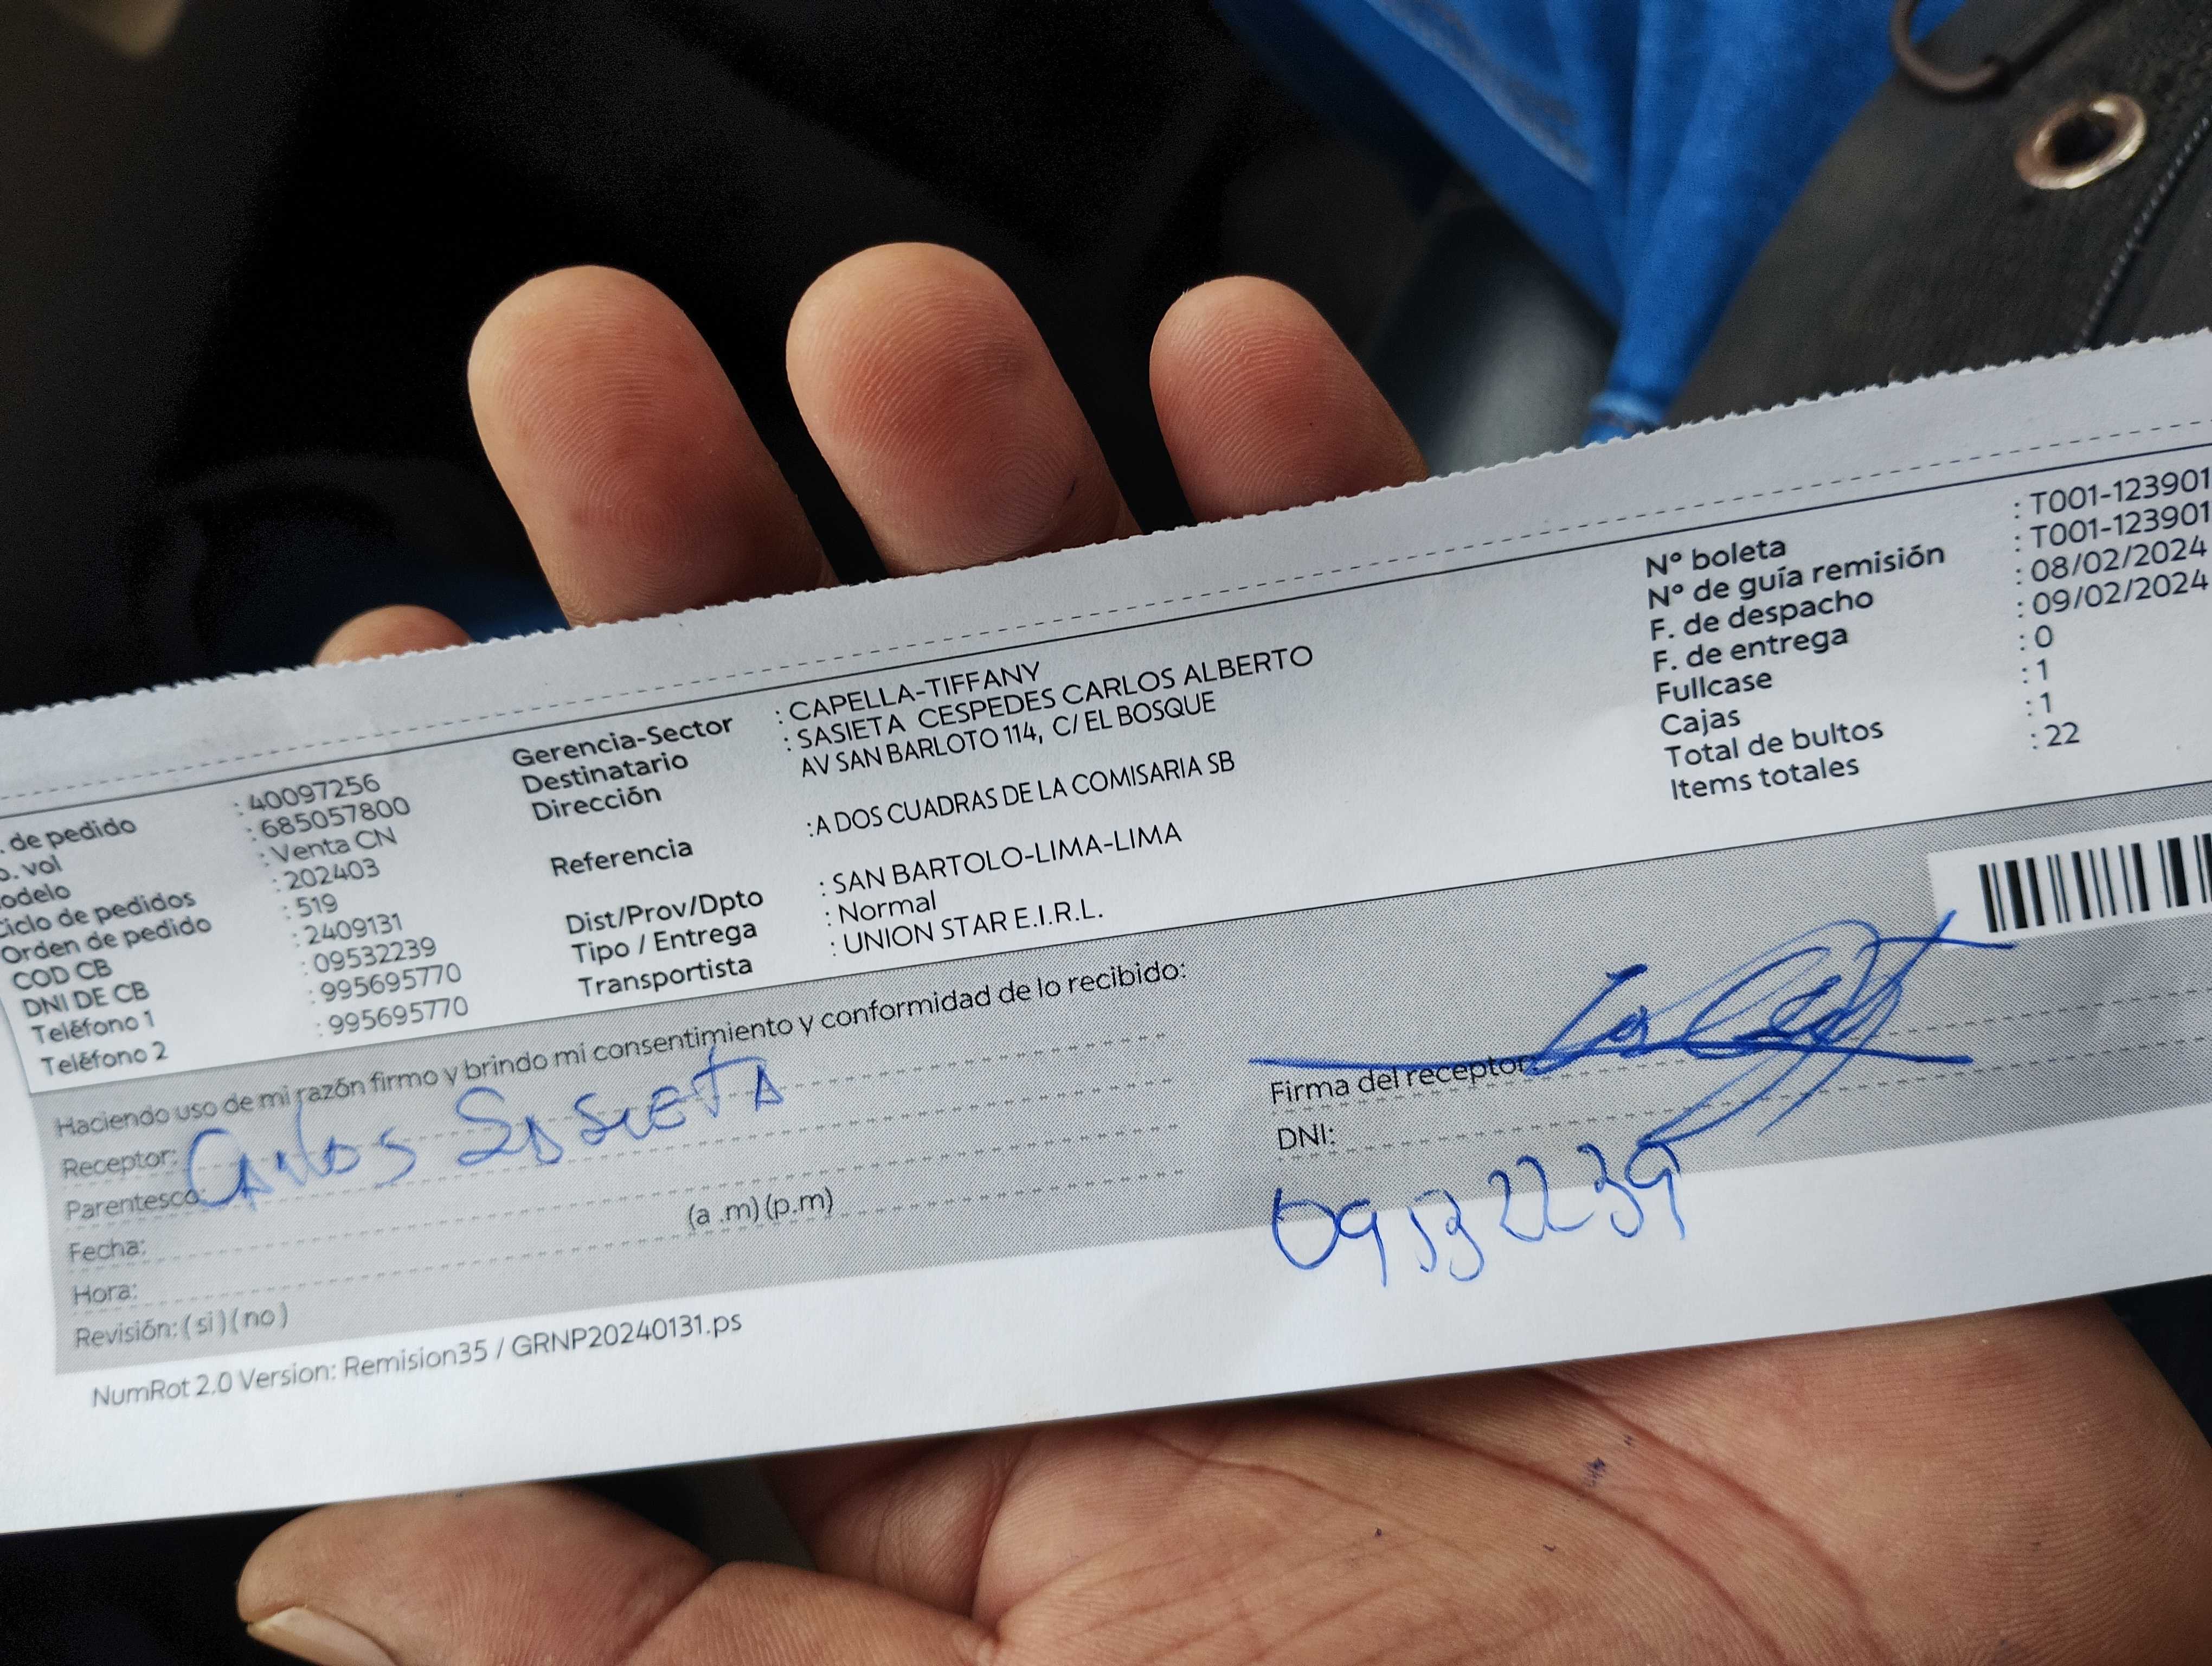 . de pedido : 40097256
o. vol : 685057800
odelo : Venta CN
Ciclo de pedidos : 202403
Orden de pedido : 519
COD CB : 2409131
DNI DE CB : 09532239
Teléfono 1 : 995695770
Teléfono 2 : 995695770
Gerencia-Sector : CAPELLA-TIFFANY
Destinatario : SASIETA CESPEDES CARLOS ALBERTO
Dirección AV SAN BARLOTO 114, C/ EL BOSQUE
Referencia :A DOS CUADRAS DE LA COMISARIA SB
Dist/Prov/Dpto : SAN BARTOLO-LIMA-LIMA
Tipo / Entrega : Normal
Transportista : UNION STAR E.I.R.L.
Nº boleta : T001-123901
Nº de guía remisión : T001-123901
F. de despacho : 08/02/2024
F. de entrega : 09/02/2024
Fullcase : 0
Cajas : 1
Total de bultos : 1
Items totales : 22
Haciendo uso de mi razón firmo y brindo mi consentimiento y conformidad de lo recibido:
Receptor: Carlos SASIETA
Parentesco:
Fecha:
Hora: (a .m) (p.m)
Revisión: ( si ) ( no )
Firma del receptor:
DNI:
09532239
NumRot 2.0 Version: Remision35 / GRNP20240131.ps